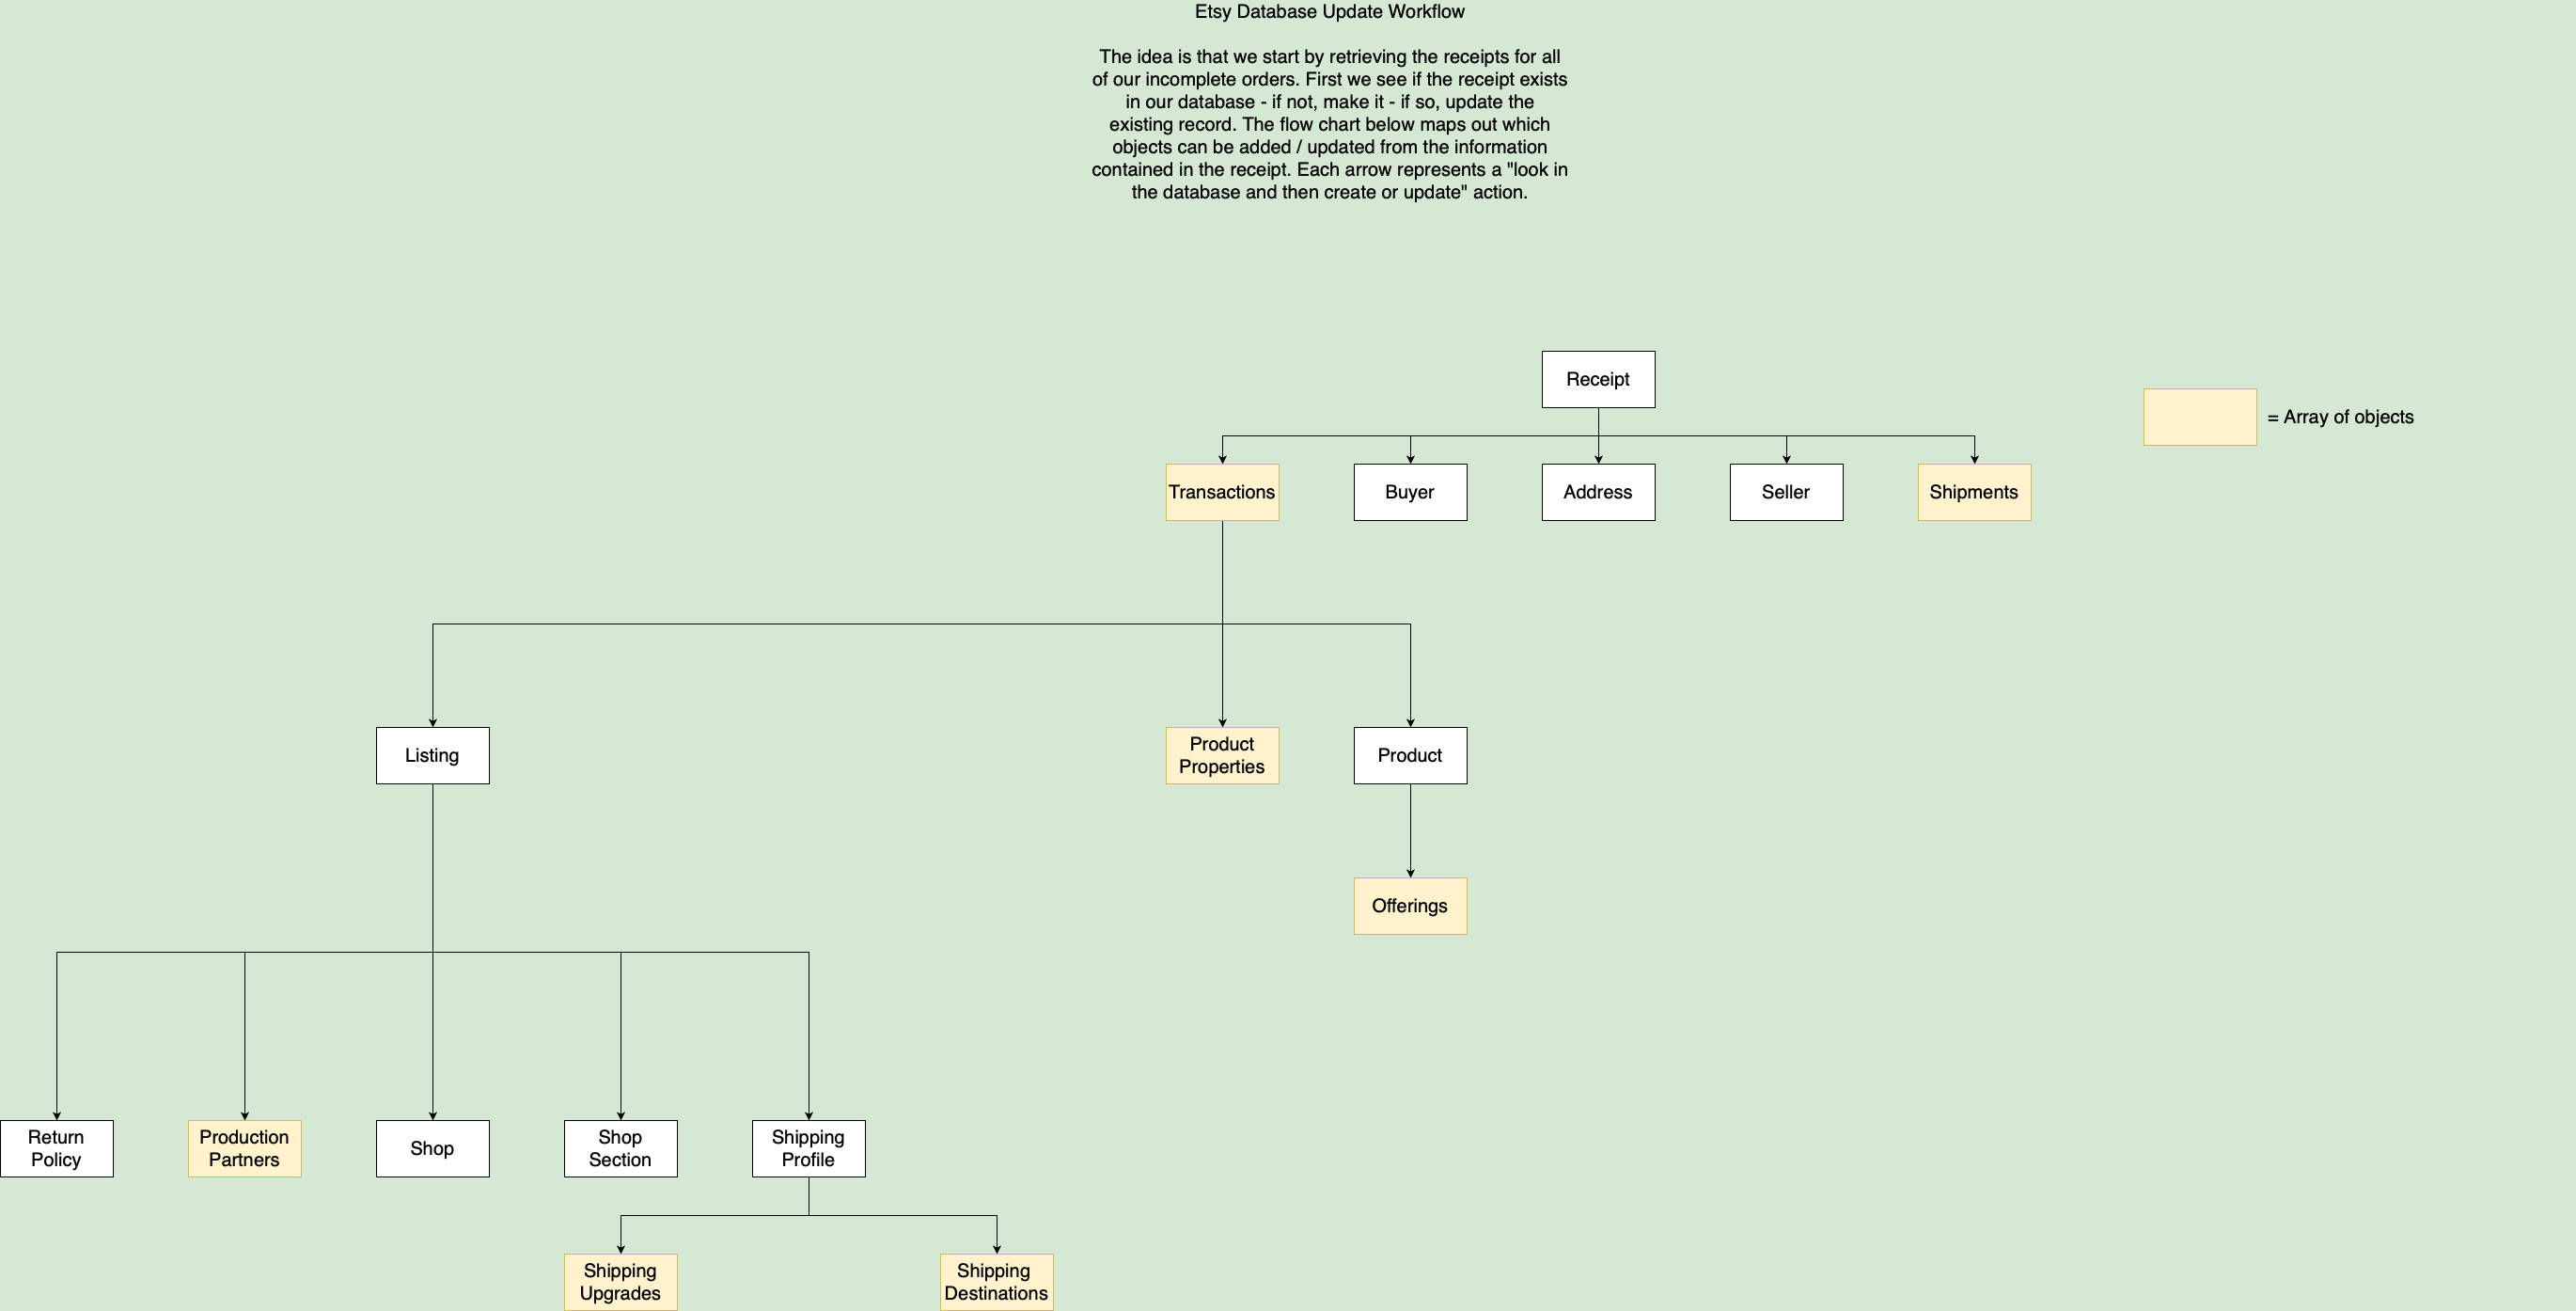 Etsy Database Update Workflow
The idea is that we start by retrieving the receipts for all
of our incomplete orders. First we see if the receipt exists
in our database - if not, make it - if so, update the
existing record. The flow chart below maps out which
objects can be added / updated from the information
contained in the receipt. Each arrow represents a "look in
the database and then create or update" action.
Receipt
= Array of objects
Transactions
Buyer
Address
Seller
Shipments
Listing
Product
Properties
Product
Offerings
Return
Policy
Production
Partners
Shop
Shop
Section
Shipping
Profile
Shipping
Upgrades
Shipping
Destinations